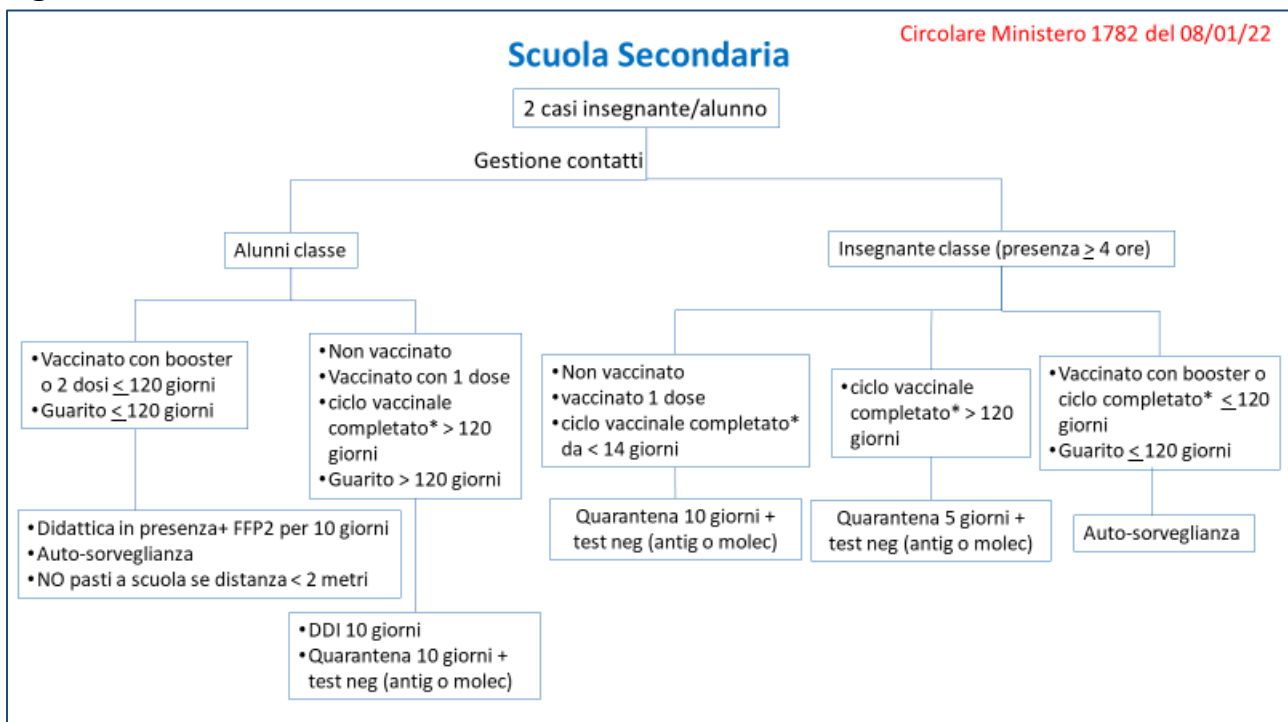 Circolare Ministero 1782 del 08/01/22
Scuola Secondaria
2 casi insegnante/alunno
Gestione contatti
Alunni classe
Insegnante classe (presenza > 4 ore)
•Vaccinato con booster
o 2 dosi < 120 giorni
•Guarito < 120 giorni
•Non vaccinato
•Vaccinato con 1 dose
•ciclo vaccinale
completato* > 120
giorni
•Guarito > 120 giorni
•Non vaccinato
•vaccinato 1 dose
•ciclo vaccinale completato*
da < 14 giorni
•ciclo vaccinale
completato* > 120
giorni
•Vaccinato con booster o
ciclo completato* < 120
giorni
•Guarito < 120 giorni
•Didattica in presenza+ FFP2 per 10 giorni
•Auto-sorveglianza
•NO pasti a scuola se distanza < 2 metri
Quarantena 10 giorni +
test neg (antig o molec)
Quarantena 5 giorni +
test neg (antig o molec)
Auto-sorveglianza
•DDI 10 giorni
•Quarantena 10 giorni +
test neg (antig o molec)